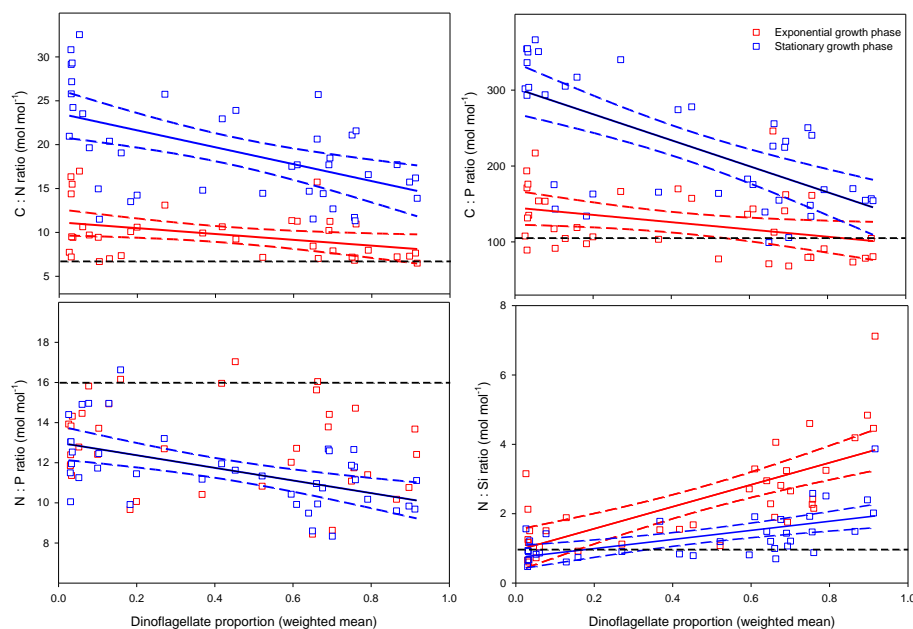 C : N ratio (mol mol⁻¹)
30
25
20
15
10
5
C : P ratio (mol mol⁻¹)
300
200
100
Exponential growth phase
Stationary growth phase
N : P ratio (mol mol⁻¹)
18
16
14
12
10
8
0.0 0.2 0.4 0.6 0.8 1.0
Dinoflagellate proportion (weighted mean)
N : Si ratio (mol mol⁻¹)
8
6
4
2
0
0.0 0.2 0.4 0.6 0.8 1.0
Dinoflagellate proportion (weighted mean)